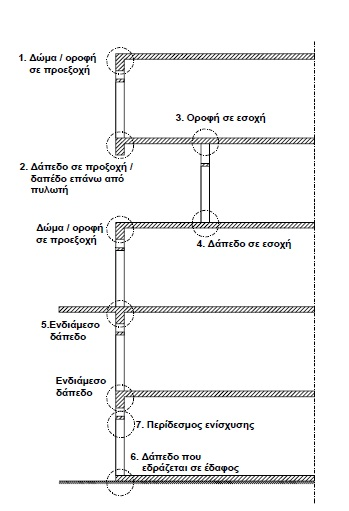 1. Δώμα / οροφή
σε προεξοχή
3. Οροφή σε εσοχή
2. Δάπεδο σε προξοχή /
δαπέδο επάνω από
πυλωτή
Δώμα / οροφή
σε προεξοχή
4. Δάπεδο σε εσοχή
5.Ενδιάμεσο
δάπεδο
Ενδιάμεσο
δάπεδο
7. Περίδεσμος ενίσχυσης
6. Δάπεδο που
εδράζεται σε έδαφος